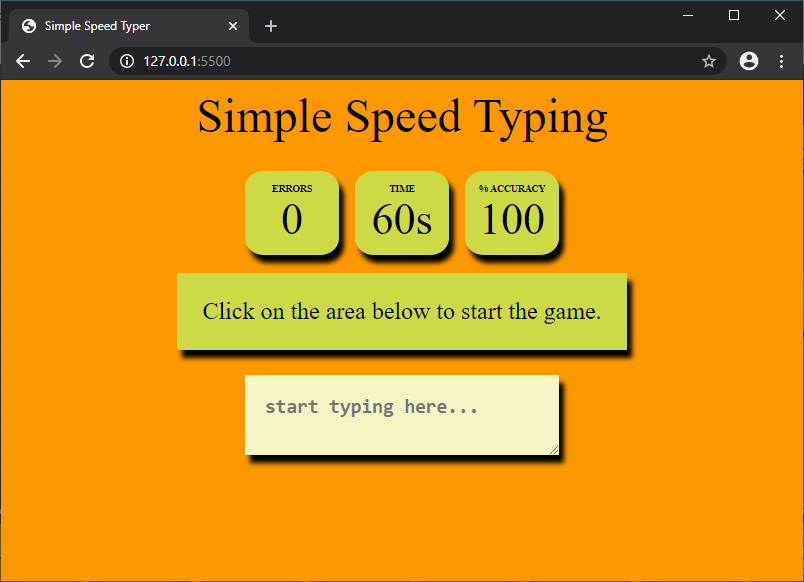 Simple Speed Typer
127.0.0.1:5500
Simple Speed Typing
ERRORS TIME % ACCURACY
0 60s 100
Click on the area below to start the game.
start typing here...